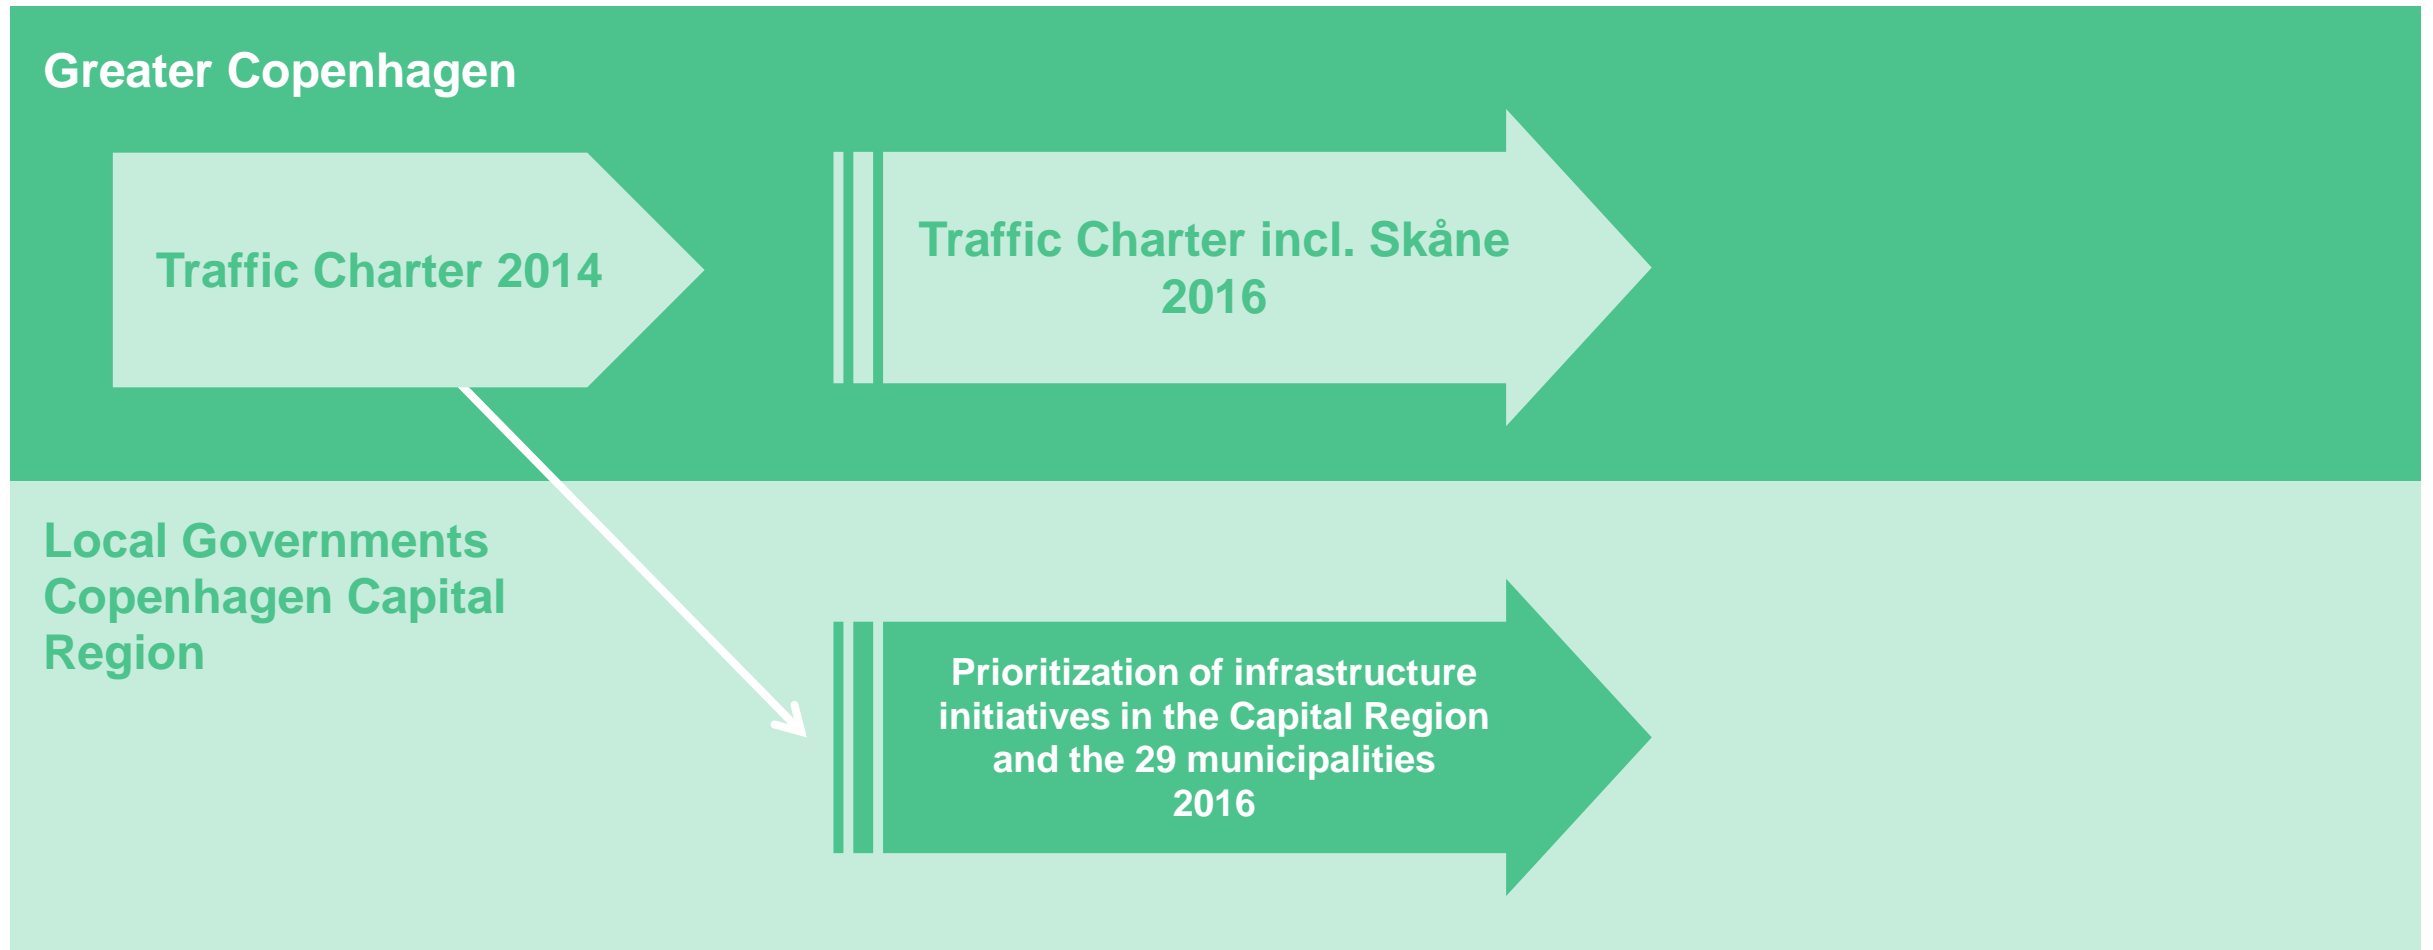 Greater Copenhagen
Traffic Charter 2014
Traffic Charter incl. Skåne
2016
Local Governments
Copenhagen Capital
Region
Prioritization of infrastructure
initiatives in the Capital Region
and the 29 municipalities
2016